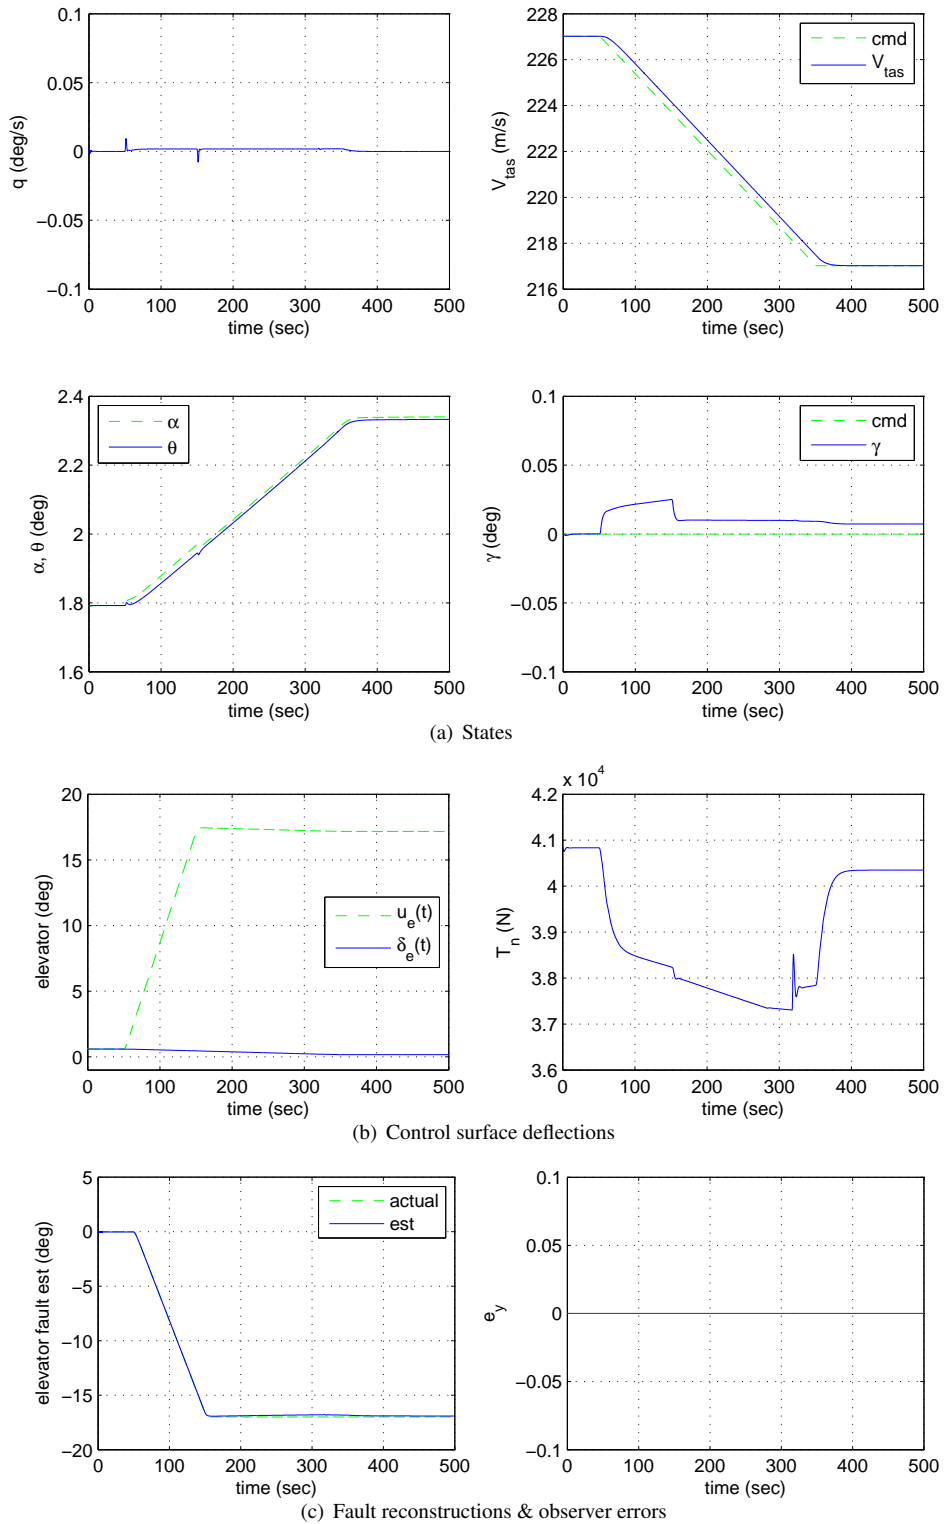 0.1
0.05
0
−0.05
−0.1
q (deg/s)
0 100 200 300 400 500
time (sec)
228
226
224
222
220
218
216
V_tas (m/s)
cmd
V_tas
0 100 200 300 400 500
time (sec)
2.4
2.2
2
1.8
1.6
α, θ (deg)
α
θ
0 100 200 300 400 500
time (sec)
0.1
0.05
0
−0.05
−0.1
γ (deg)
cmd
γ
0 100 200 300 400 500
time (sec)
(a) States
20
15
10
5
0
elevator (deg)
u_e(t)
δ_e(t)
0 100 200 300 400 500
time (sec)
x 10^4
4.2
4.1
4
3.9
3.8
3.7
3.6
T_n (N)
0 100 200 300 400 500
time (sec)
(b) Control surface deflections
5
0
−5
−10
−15
−20
elevator fault est (deg)
actual
est
0 100 200 300 400 500
time (sec)
0.1
0.05
0
−0.05
−0.1
e_y
0 100 200 300 400 500
time (sec)
(c) Fault reconstructions & observer errors